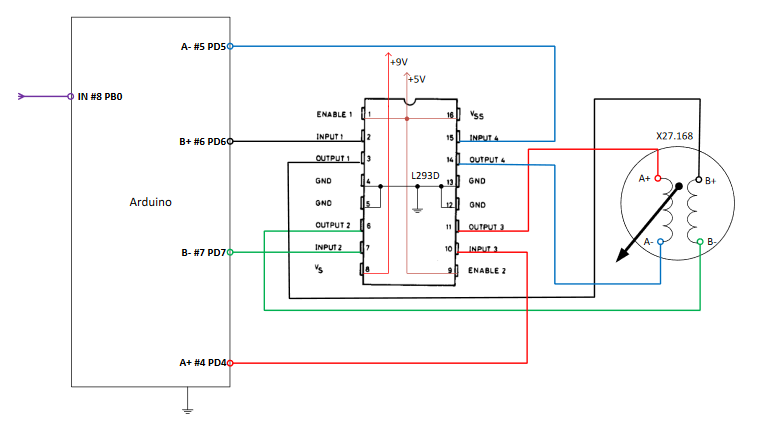 A- #5 PD5
+9V
+5V
IN #8 PB0
ENABLE 1
1
16
VSS
B+ #6 PD6
INPUT 1
2
15
INPUT 4
X27.168
OUTPUT 1
3
14
OUTPUT 4
L293D
GND
4
13
GND
A+
B+
Arduino
GND
5
12
GND
OUTPUT 2
6
11
OUTPUT 3
B- #7 PD7
INPUT 2
7
10
INPUT 3
A-
B-
VS
8
9
ENABLE 2
A+ #4 PD4